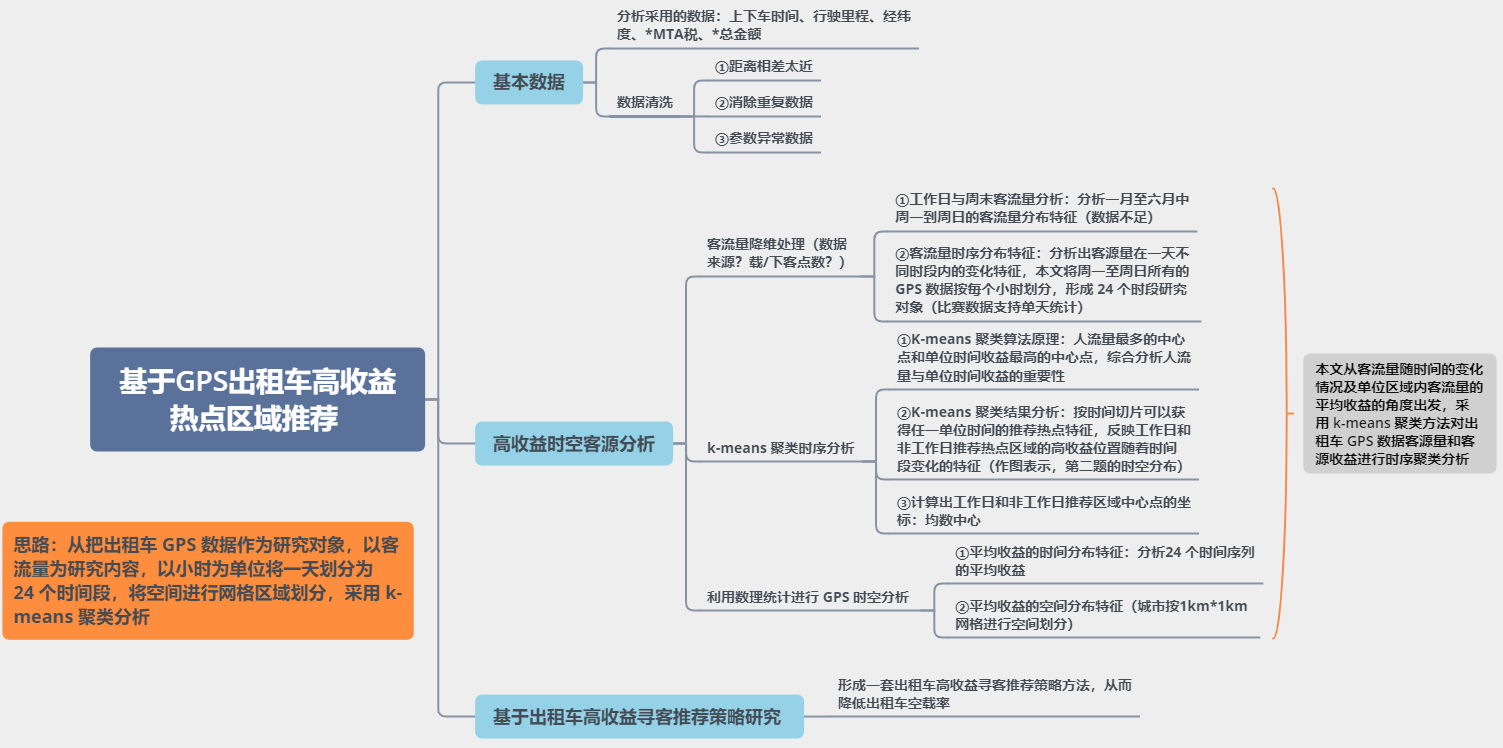 分析采用的数据：上下车时间、行驶里程、经纬
度、*MTA税、*总金额
基本数据
①距离相差太近
数据清洗
②消除重复数据
③参数异常数据
①工作日与周末客流量分析：分析一月至六月中
周一到周日的客流量分布特征（数据不足）
客流量降维处理（数据
来源？载/下客点数？）
②客流量时序分布特征：分析出客源量在一天不
同时段内的变化特征，本文将周一至周日所有的
GPS 数据按每个小时划分，形成 24 个时段研究
对象（比赛数据支持单天统计）
①K-means 聚类算法原理：人流量最多的中心
点和单位时间收益最高的中心点，综合分析人流
量与单位时间收益的重要性
基于GPS出租车高收益
热点区域推荐
高收益时空客源分析
k-means 聚类时序分析
②K-means 聚类结果分析：按时间切片可以获
得任一单位时间的推荐热点特征，反映工作日和
非工作日推荐热点区域的高收益位置随着时间
段变化的特征（作图表示，第二题的时空分布）
③计算出工作日和非工作日推荐区域中心点的坐
标：均数中心
本文从客流量随时间的变化
情况及单位区域内客流量的
平均收益的角度出发，采
用 k-means 聚类方法对出
租车 GPS 数据客源量和客
源收益进行时序聚类分析
思路：从把出租车 GPS 数据作为研究对象，以客
流量为研究内容，以小时为单位将一天划分为
24 个时间段，将空间进行网格区域划分，采用 k-
means 聚类分析
①平均收益的时间分布特征：分析24 个时间序列
的平均收益
利用数理统计进行 GPS 时空分析
②平均收益的空间分布特征（城市按1km*1km
网格进行空间划分）
基于出租车高收益寻客推荐策略研究
形成一套出租车高收益寻客推荐策略方法，从而
降低出租车空载率